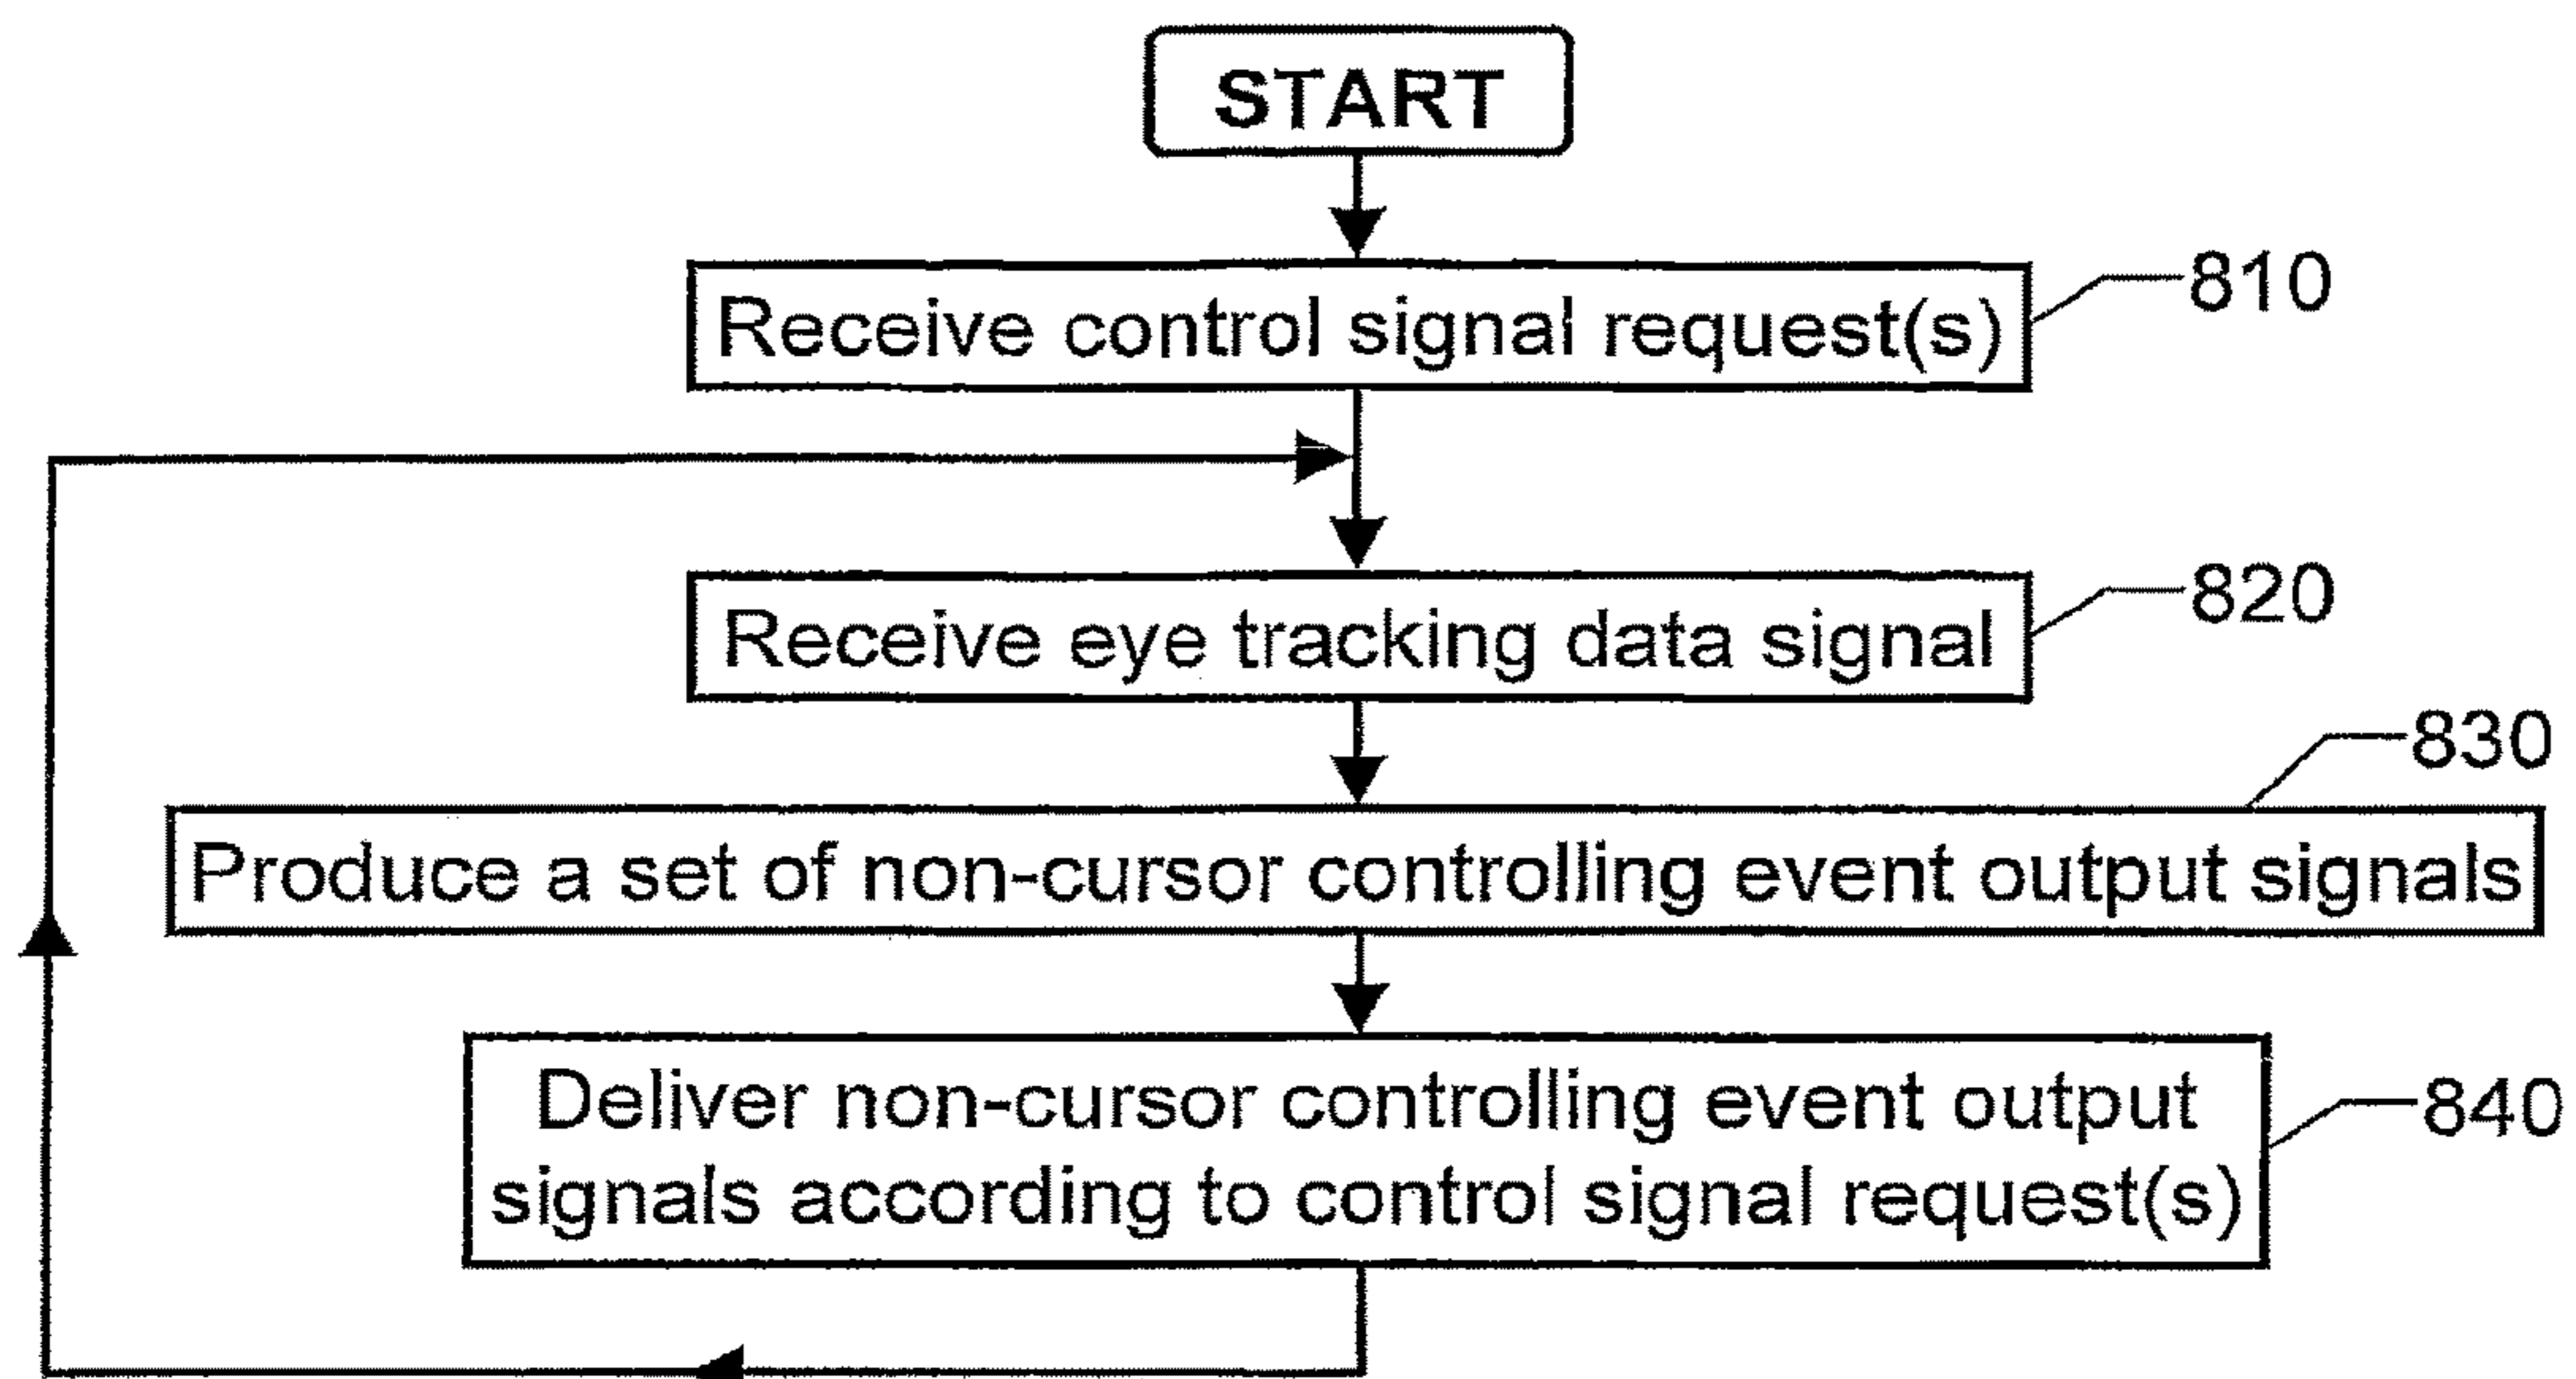 START
Receive control signal request(s)
810
Receive eye tracking data signal
820
830
Produce a set of non-cursor controlling event output signals
Deliver non-cursor controlling event output
signals according to control signal request(s)
840